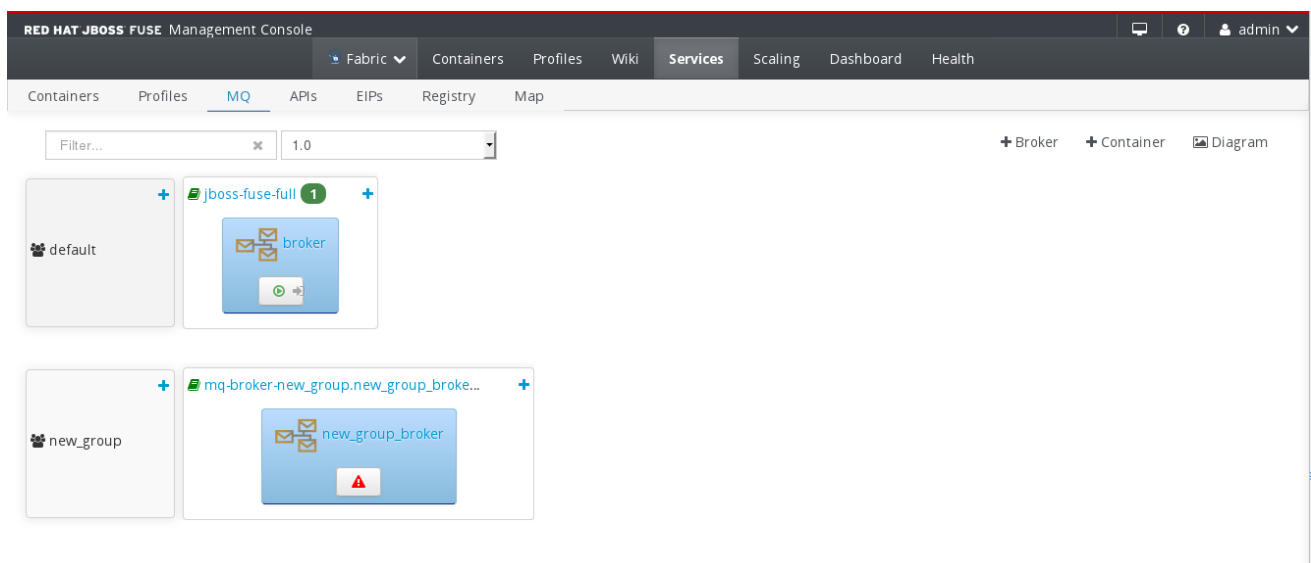 RED HAT JBOSS FUSE Management Console
admin
Fabric Containers Profiles Wiki Services Scaling Dashboard Health
Containers Profiles MQ APIs EIPs Registry Map
Filter... 1.0 Broker Container Diagram
jboss-fuse-full 1
default
broker
mq-broker-new_group.new_group_broke...
new_group
new_group_broker